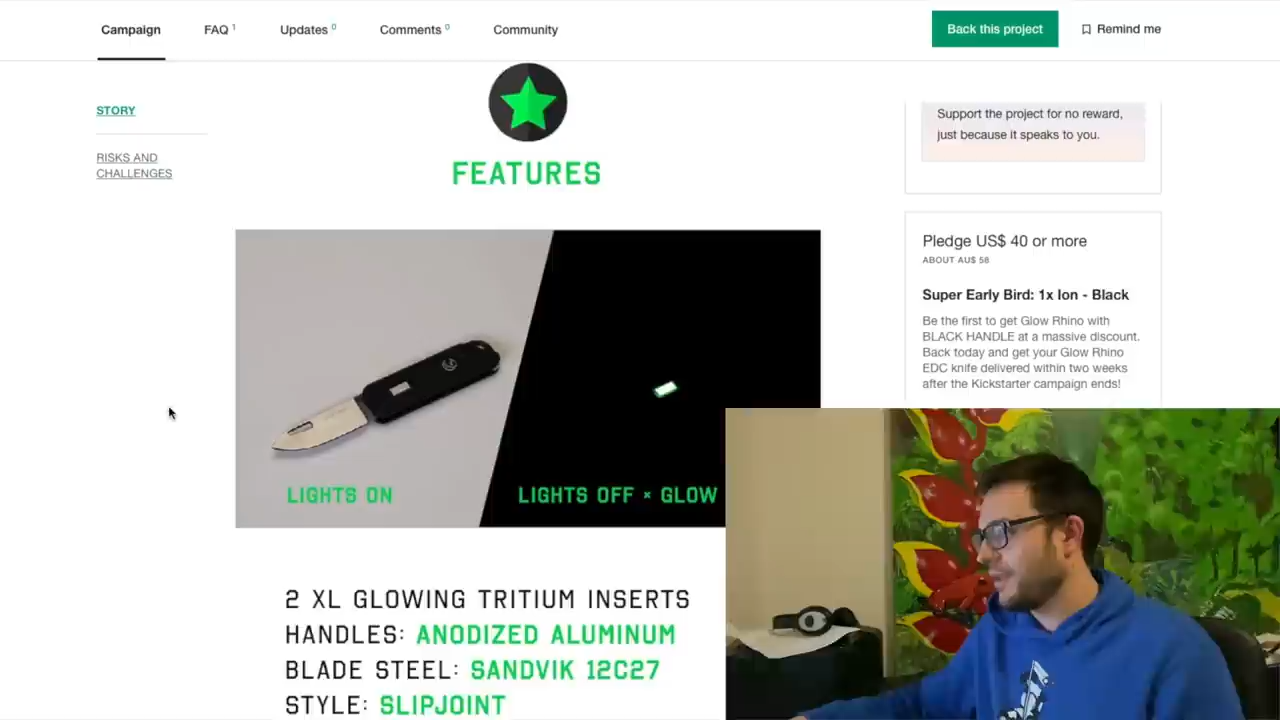 Campaign
FAQ 1
Updates 0
Comments 0
Community
Back this project
Remind me
STORY
RISKS AND
CHALLENGES
FEATURES
LIGHTS ON
LIGHTS OFF × GLOW
2 XL GLOWING TRITIUM INSERTS
HANDLES: ANODIZED ALUMINUM
BLADE STEEL: SANDVIK 12C27
STYLE: SLIPJOINT
Support the project for no reward,
just because it speaks to you.
Pledge US$ 40 or more
ABOUT AU$ 58
Super Early Bird: 1x Ion - Black
Be the first to get Glow Rhino with
BLACK HANDLE at a massive discount.
Back today and get your Glow Rhino
EDC knife delivered within two weeks
after the Kickstarter campaign ends!